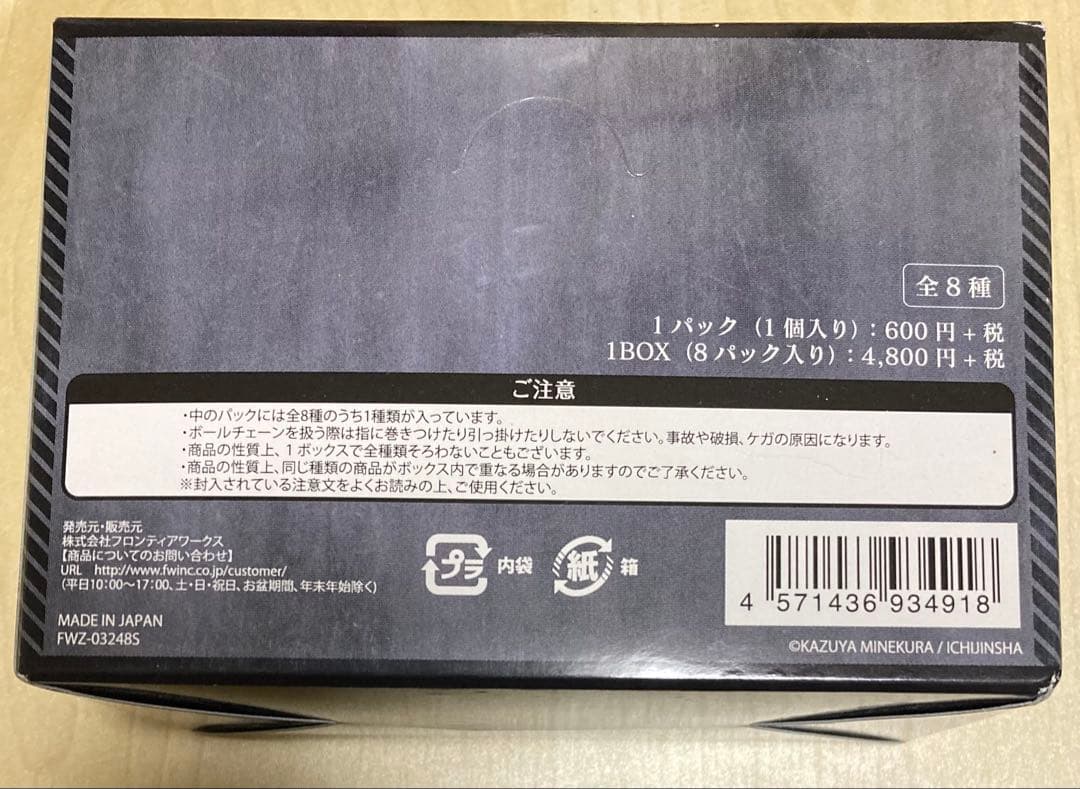 全8種
1パック（1個入り）：600円+税
1BOX（8パック入り）：4,800円+税
ご注意
・中のパックには全8種のうち1種類が入っています。
・ボールチェーンを扱う際は指に巻きつけたり引っ掛けたりしないでください。事故や破損、ケガの原因になります。
・商品の性質上、1ボックスで全種類そろわないこともございます。
・商品の性質上、同じ種類の商品がボックス内で重なる場合がありますのでご了承ください。
※封入されている注意文をよくお読みの上、ご使用ください。
発売元・販売元
株式会社フロンティアワークス
【商品についてのお問い合わせ】
URL http://www.fwinc.co.jp/customer/
(平日10：00〜17:00、土・日・祝日、お盆期間、年末年始除く)
MADE IN JAPAN
FWZ-03248S
プラ 内袋 紙 箱
4 571436 934918
©KAZUYA MINEKURA / ICHIJINSHA